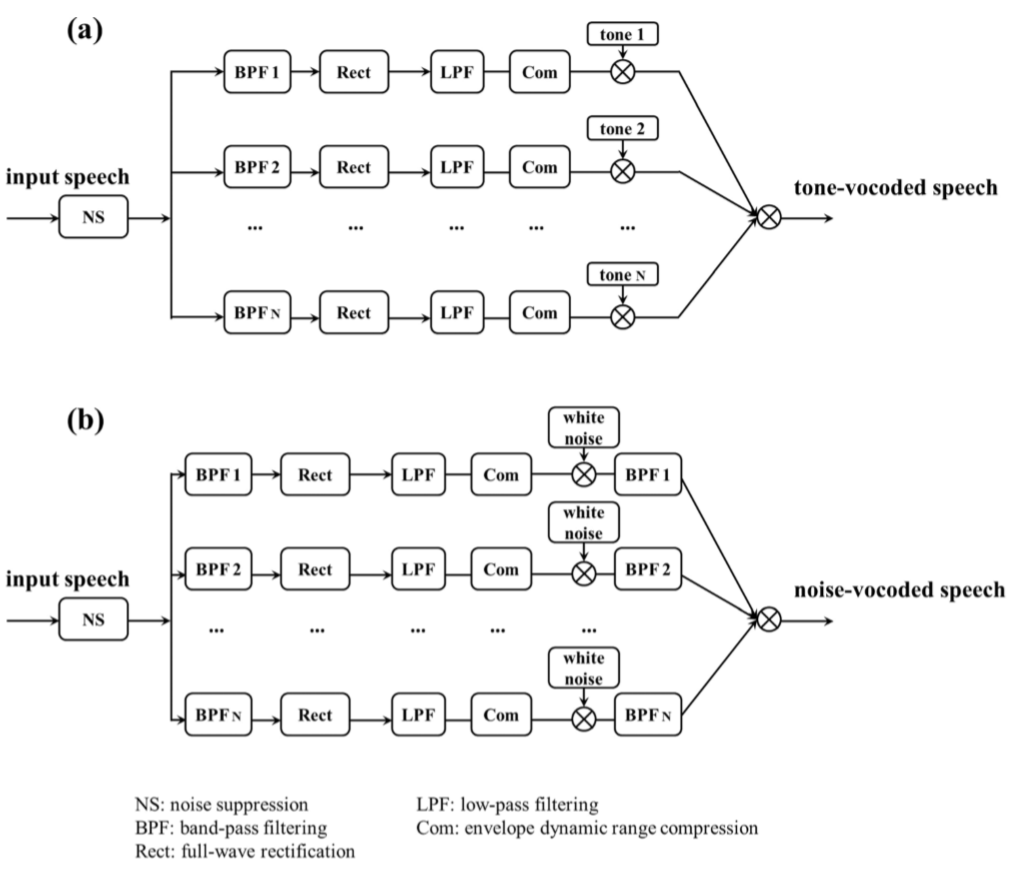 (a)
tone 1
BPF 1 Rect LPF Com
tone 2
BPF 2 Rect LPF Com
input speech
tone-vocoded speech
NS
... ... ... ... ...
tone N
BPF N Rect LPF Com
(b)
white
noise
BPF 1 Rect LPF Com BPF 1
white
noise
BPF 2 Rect LPF Com BPF 2
input speech
noise-vocoded speech
NS
... ... ... ... ...
white
noise
BPF N Rect LPF Com BPF N
NS: noise suppression LPF: low-pass filtering
BPF: band-pass filtering Com: envelope dynamic range compression
Rect: full-wave rectification